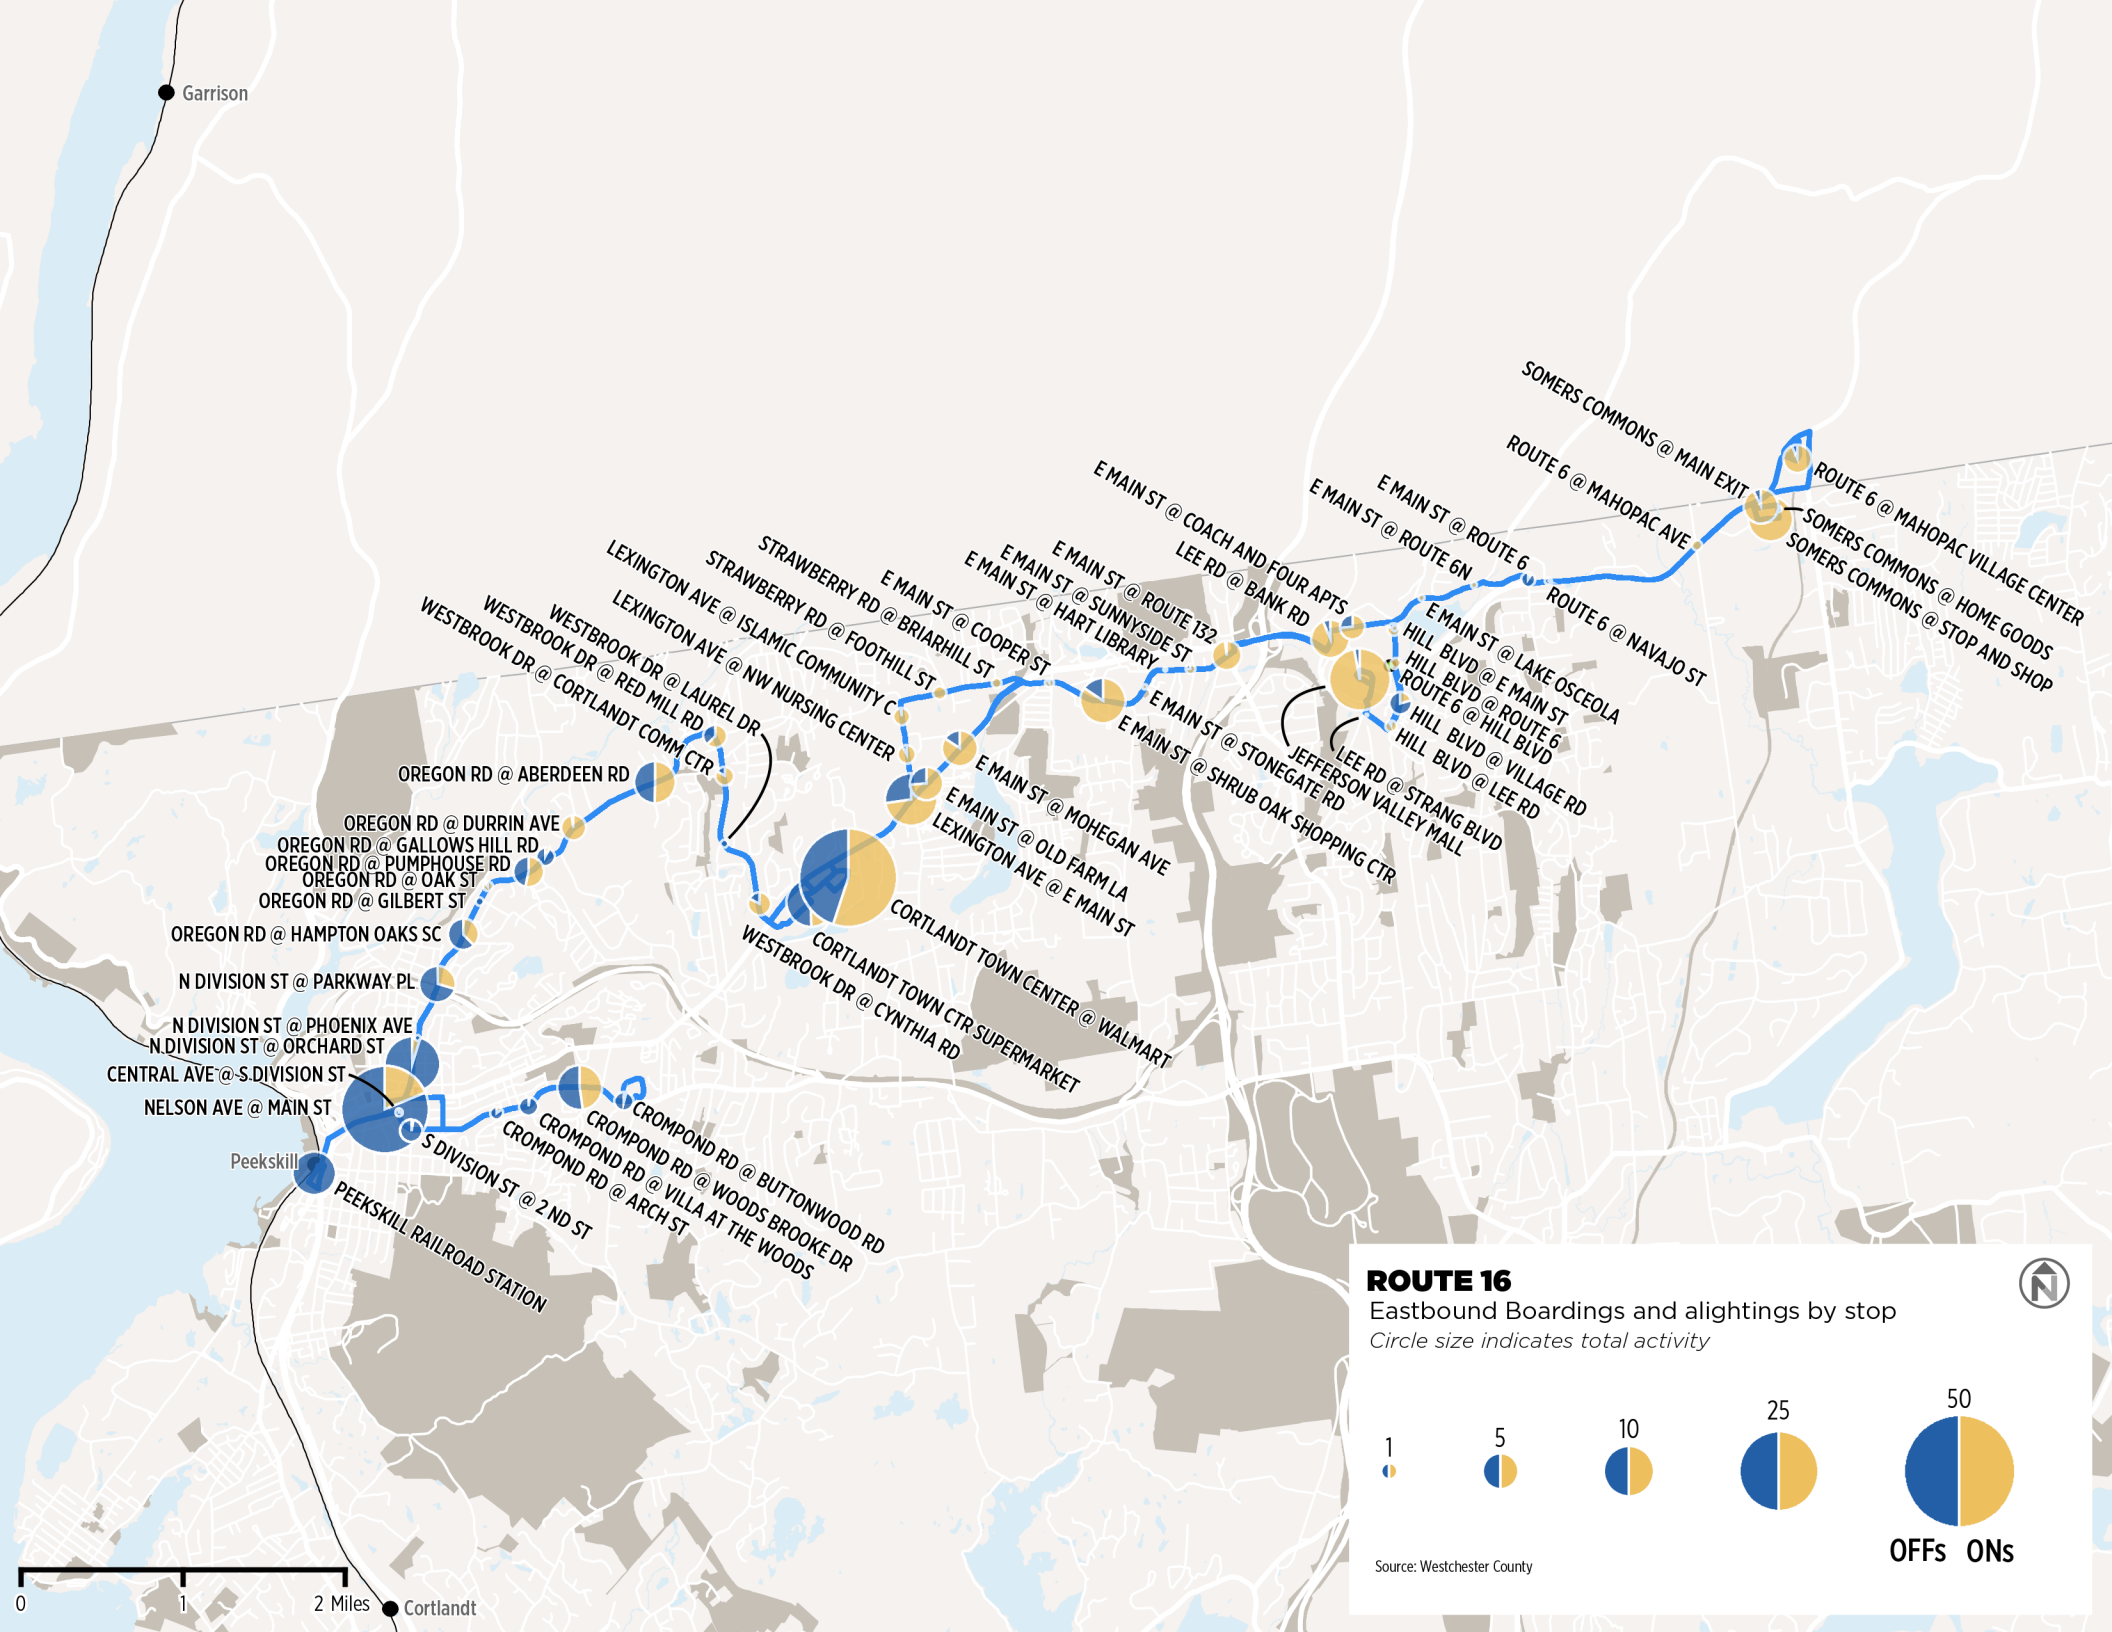 Garrison
SOMERS COMMONS @ MAIN EXIT
ROUTE 6 @ MAHOPAC AVE
ROUTE 6 @ MAHOPAC VILLAGE CENTER
SOMERS COMMONS @ HOME GOODS
SOMERS COMMONS @ STOP AND SHOP
E MAIN ST @ ROUTE 6
E MAIN ST @ ROUTE 6N
ROUTE 6 @ NAVAJO ST
E MAIN ST @ COACH AND FOUR APTS
LEE RD @ BANK RD
E MAIN ST @ ROUTE 132
E MAIN ST @ SUNNYSIDE ST
E MAIN ST @ HART LIBRARY
E MAIN ST @ COOPER ST
STRAWBERRY RD @ BRIARHILL ST
STRAWBERRY RD @ FOOTHILL ST
LEXINGTON AVE @ ISLAMIC COMMUNITY C
LEXINGTON AVE @ NW NURSING CENTER
WESTBROOK DR @ LAUREL DR
WESTBROOK DR @ RED MILL RD
WESTBROOK DR @ CORTLANDT COMM CTR
E MAIN ST @ LAKE OSCEOLA
HILL BLVD @ E MAIN ST
HILL BLVD @ ROUTE 6
ROUTE 6 @ HILL BLVD
HILL BLVD @ VILLAGE RD
HILL BLVD @ LEE RD
LEE RD @ STRANG BLVD
JEFFERSON VALLEY MALL
E MAIN ST @ STONEGATE RD
E MAIN ST @ SHRUB OAK SHOPPING CTR
E MAIN ST @ MOHEGAN AVE
E MAIN ST @ OLD FARM LA
LEXINGTON AVE @ E MAIN ST
CORTLANDT TOWN CENTER @ WALMART
CORTLANDT TOWN CTR SUPERMARKET
WESTBROOK DR @ CYNTHIA RD
OREGON RD @ ABERDEEN RD
OREGON RD @ DURRIN AVE
OREGON RD @ GALLOWS HILL RD
OREGON RD @ PUMPHOUSE RD
OREGON RD @ OAK ST
OREGON RD @ GILBERT ST
OREGON RD @ HAMPTON OAKS SC
N DIVISION ST @ PARKWAY PL
N DIVISION ST @ PHOENIX AVE
N DIVISION ST @ ORCHARD ST
CENTRAL AVE @ S DIVISION ST
NELSON AVE @ MAIN ST
Peekskill
CROMPOND RD @ BUTTONWOOD RD
CROMPOND RD @ WOODS BROOKE DR
CROMPOND RD @ VILLA AT THE WOODS
CROMPOND RD @ ARCH ST
S DIVISION ST @ 2 ND ST
PEEKSKILL RAILROAD STATION
ROUTE 16
N
Eastbound Boardings and alightings by stop
Circle size indicates total activity
1
5
10
25
50
OFFs ONs
Source: Westchester County
0 1 2 Miles
Cortlandt